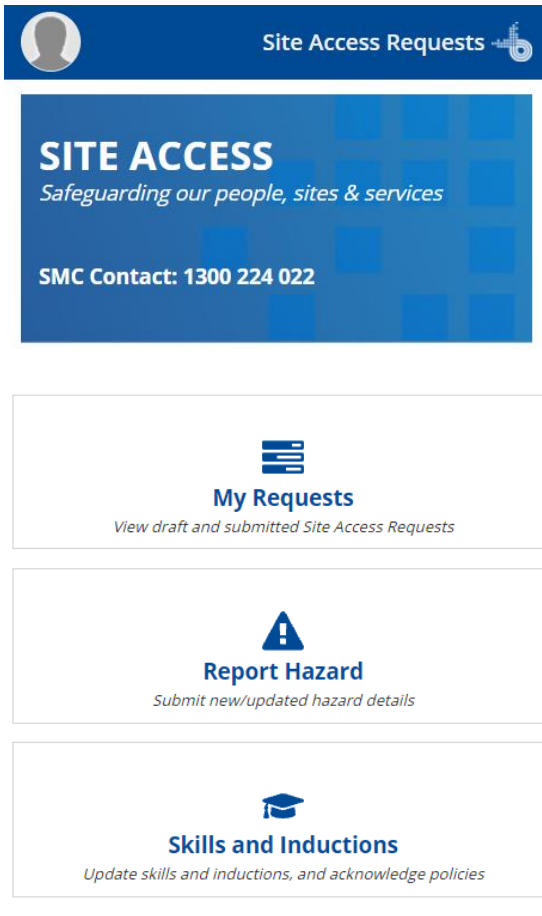 Site Access Requests
SITE ACCESS
Safeguarding our people, sites & services
SMC Contact: 1300 224 022
My Requests
View draft and submitted Site Access Requests
Report Hazard
Submit new/updated hazard details
Skills and Inductions
Update skills and inductions, and acknowledge policies